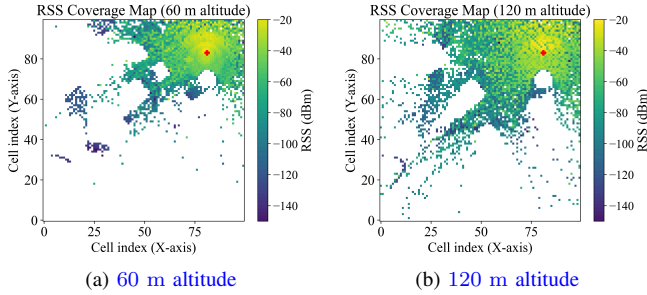 RSS Coverage Map (60 m altitude)
Cell index (Y-axis)
80
60
40
20
0
0 25 50 75
Cell index (X-axis)
−20
−40
−60
−80
−100
−120
−140
RSS (dBm)
(a) 60 m altitude
RSS Coverage Map (120 m altitude)
Cell index (Y-axis)
80
60
40
20
0
0 25 50 75
Cell index (X-axis)
−20
−40
−60
−80
−100
−120
−140
RSS (dBm)
(b) 120 m altitude